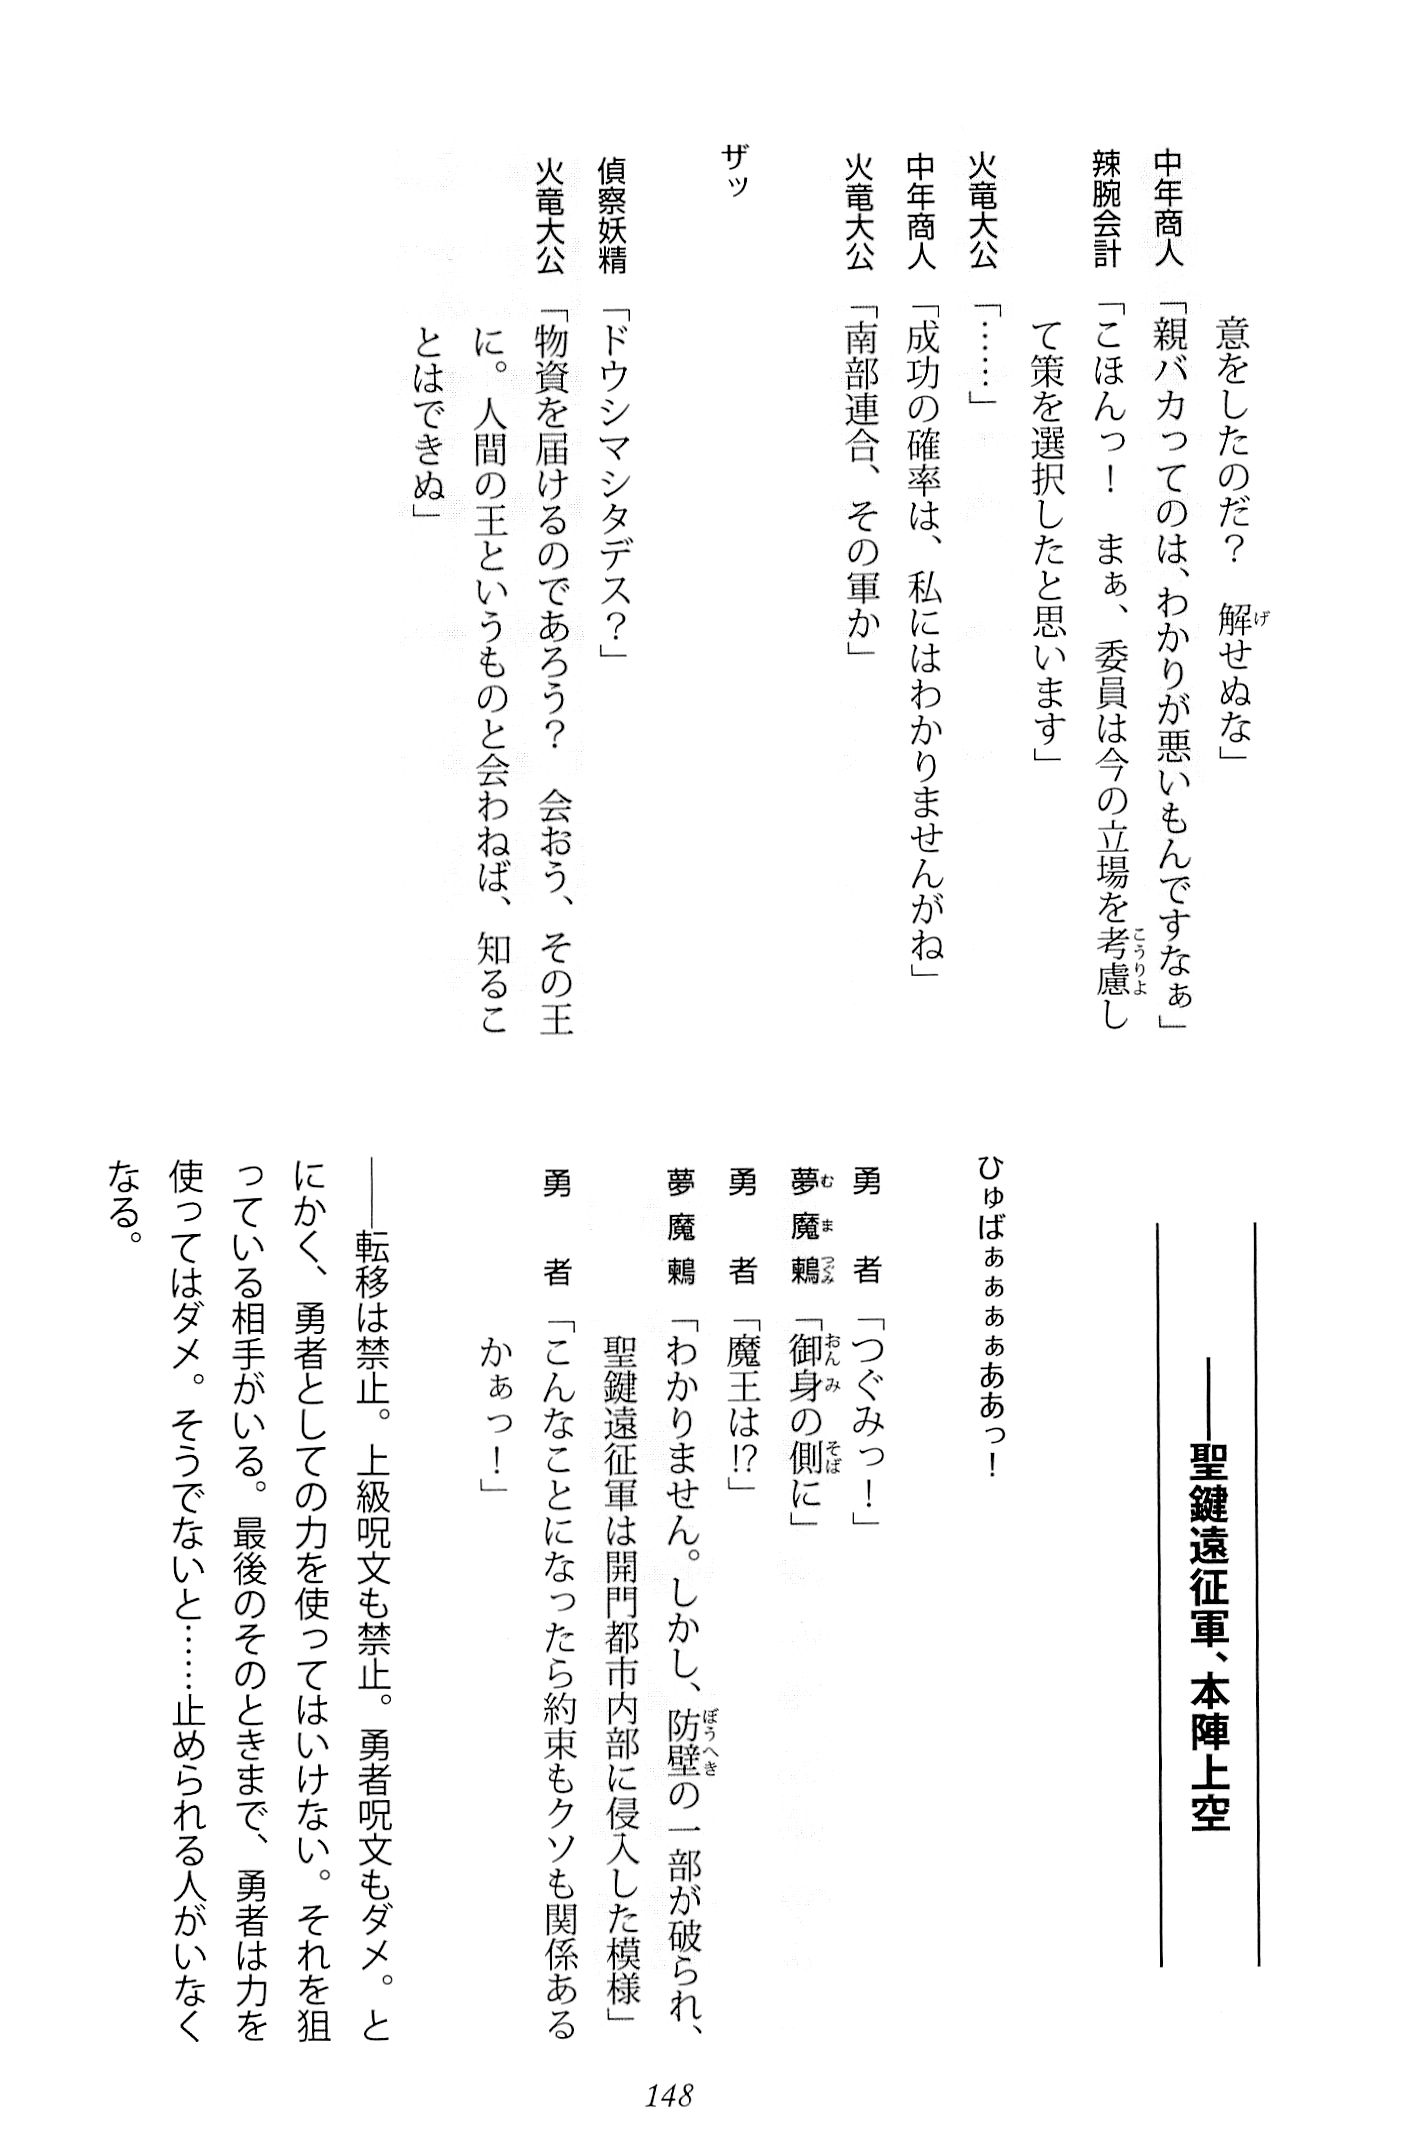 意をしたのだ？　解せぬな」
中年商人「親バカってのは、わかりが悪いもんですなぁ」
辣腕会計「こほんっ！　まぁ、委員は今の立場を考慮し
て策を選択したと思います」
火竜大公「……」
中年商人「成功の確率は、私にはわかりませんがね」
火竜大公「南部連合、その軍か」
ザッ
偵察妖精「ドウシマシタデス？」
火竜大公「物資を届けるのであろう？　会おう、その王
に。人間の王というものと会わねば、知るこ
とはできぬ」
――聖鍵遠征軍、本陣上空
ひゅばぁぁぁぁああっ！
勇者「つぐみっ！」
夢魔鶫「御身の側に」
勇者「魔王は!?」
夢魔鶫「わかりません。しかし、防壁の一部が破られ、
聖鍵遠征軍は開門都市内部に侵入した模様」
勇者「こんなことになったら約束もクソも関係ある
かぁっ！」
――転移は禁止。上級呪文も禁止。勇者呪文もダメ。と
にかく、勇者としての力を使ってはいけない。それを狙
っている相手がいる。最後のそのときまで、勇者は力を
使ってはダメ。そうでないと……止められる人がいなく
なる。
148